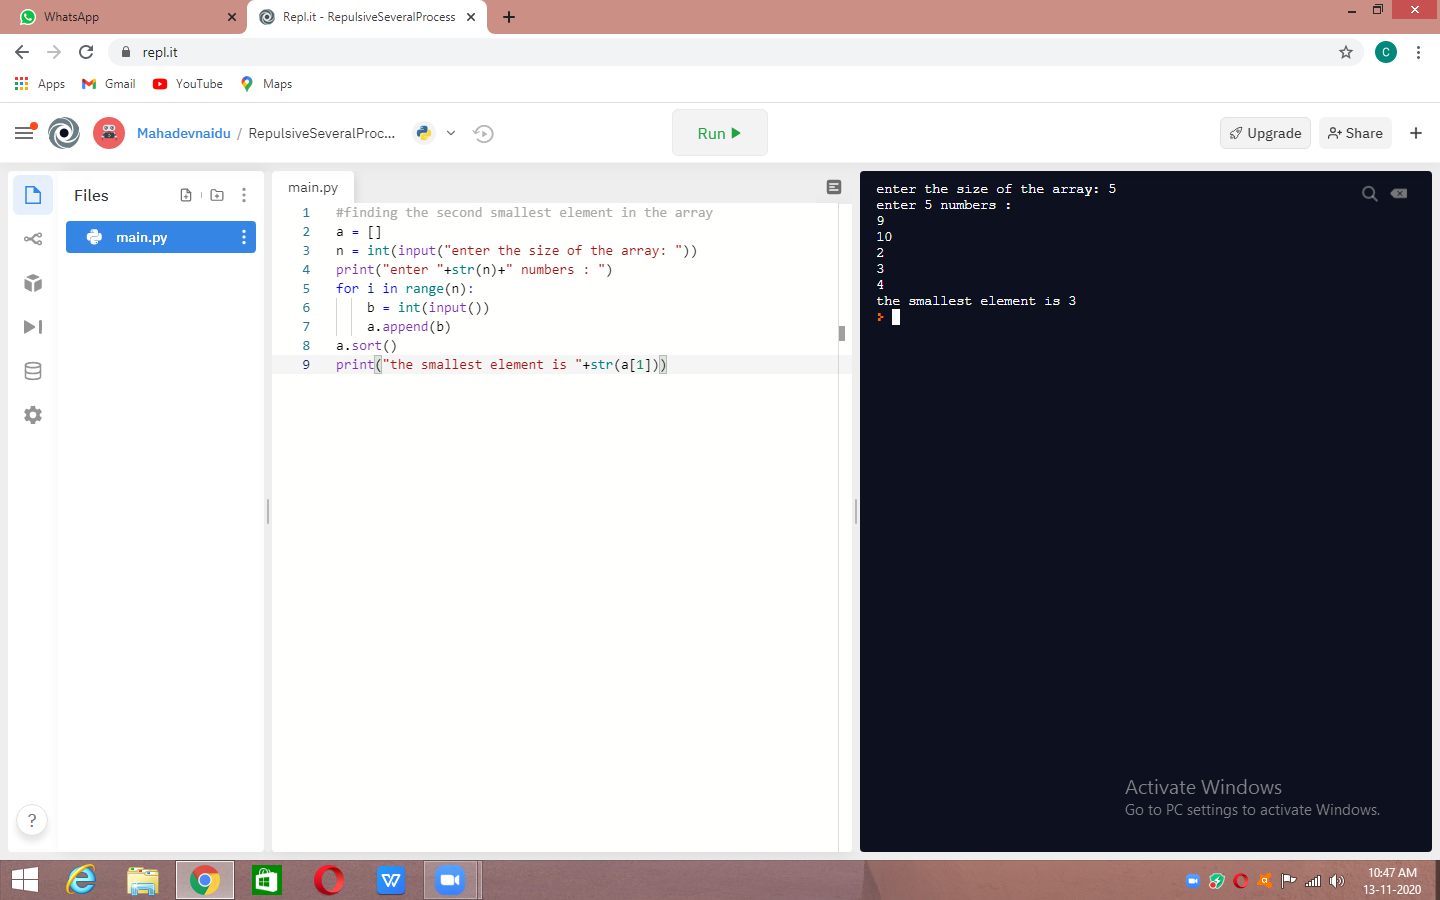 WhatsApp
Repl.it - RepulsiveSeveralProcess
repl.it
C
Apps
Gmail
YouTube
Maps
Mahadevnaidu / RepulsiveSeveralProc...
Run
Upgrade
Share
Files
main.py
main.py
1 #finding the second smallest element in the array
2 a = []
3 n = int(input("enter the size of the array: "))
4 print("enter "+str(n)+" numbers : ")
5 for i in range(n):
6 b = int(input())
7 a.append(b)
8 a.sort()
9 print("the smallest element is "+str(a[1]))
enter the size of the array: 5
enter 5 numbers :
9
10
2
3
4
the smallest element is 3
Activate Windows
Go to PC settings to activate Windows.
?
10:47 AM
13-11-2020